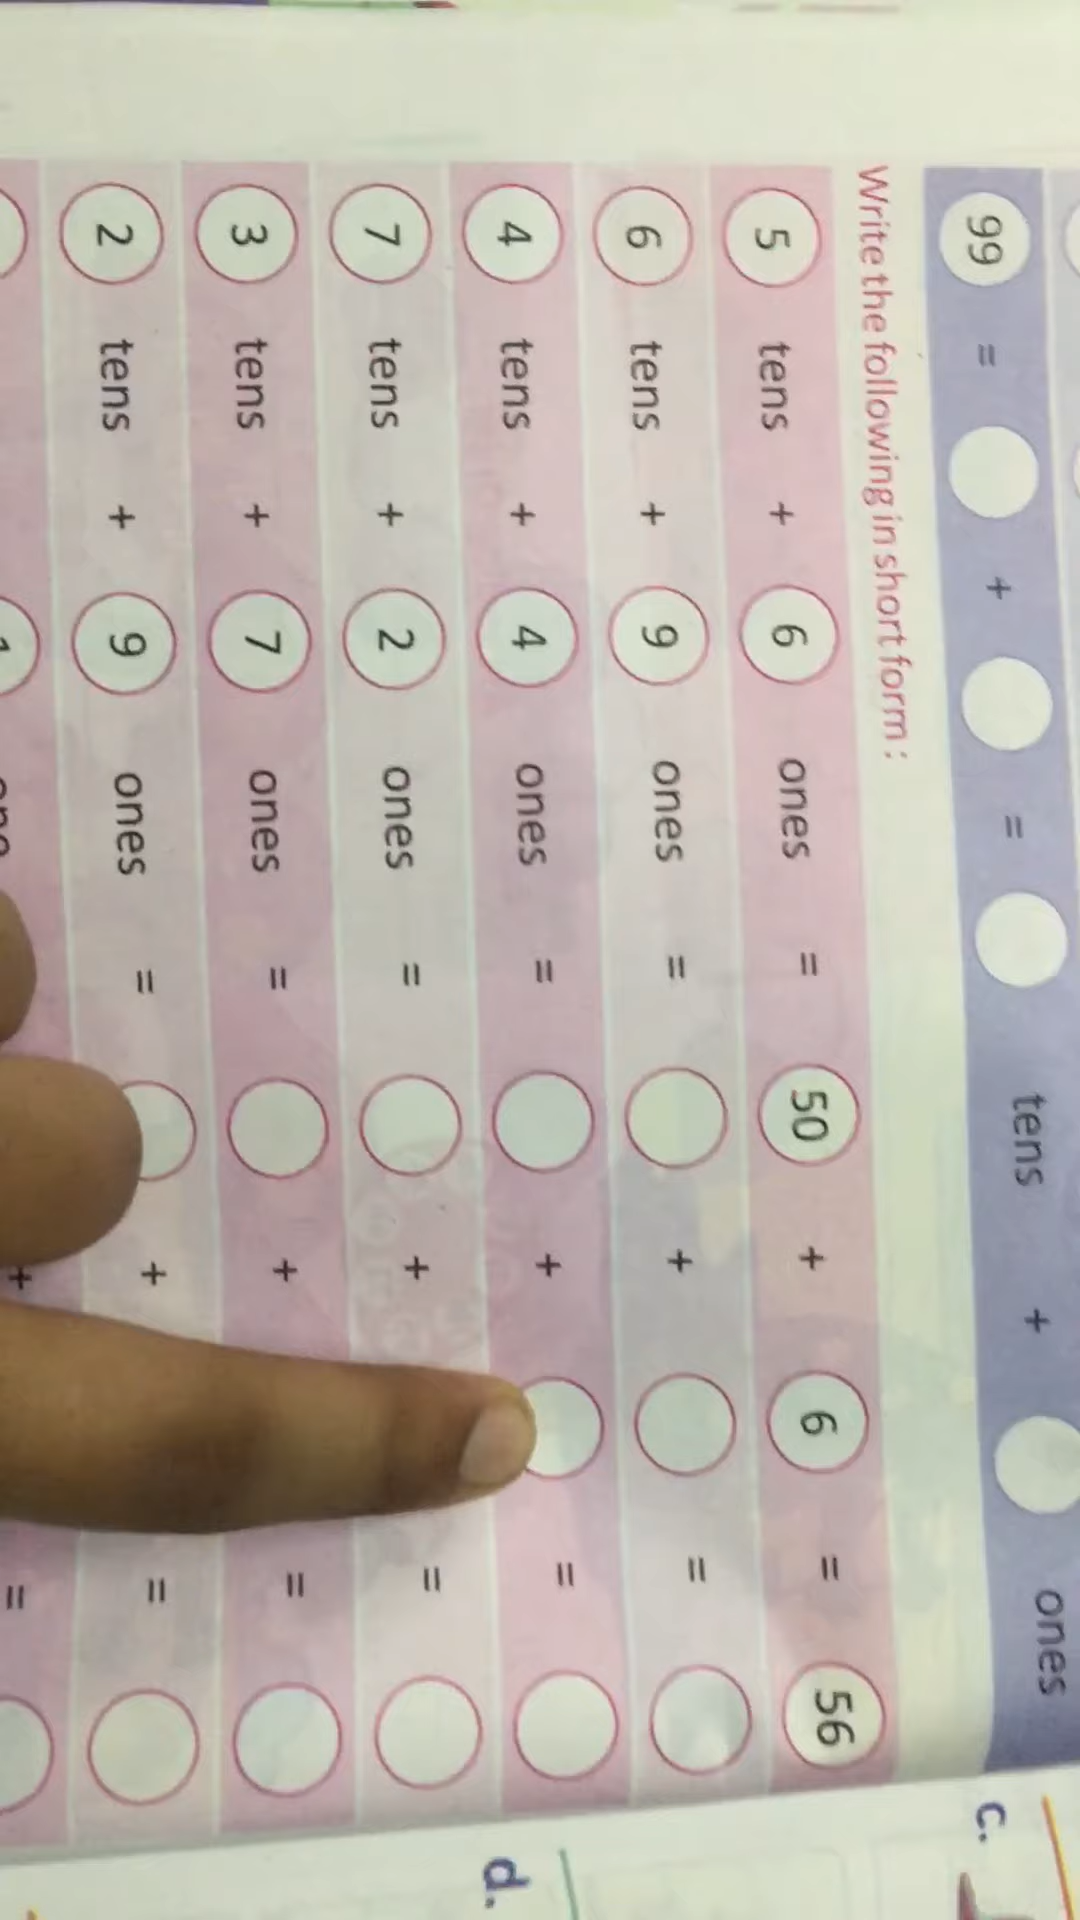 99 = + = tens + ones
Write the following in short form :
5 tens + 6 ones = 50 + 6 = 56
6 tens + 9 ones = + =
4 tens + 4 ones = + =
7 tens + 2 ones = + =
3 tens + 7 ones = + =
2 tens + 9 ones = + =
+ =
c.
d.